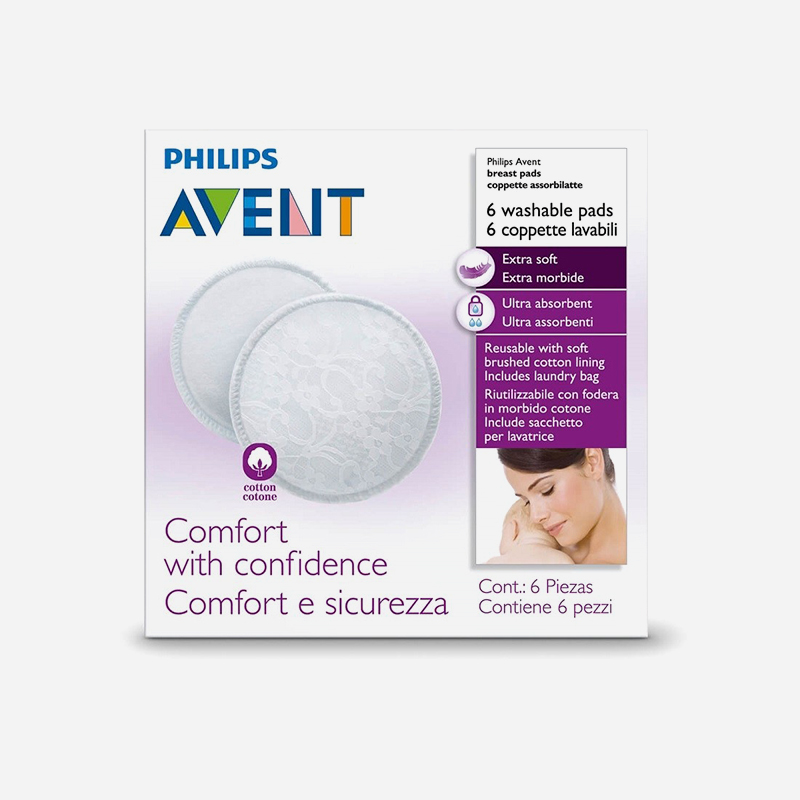 PHILIPS
AVENT
Philips Avent
breast pads
coppette assorbilatte
6 washable pads
6 coppette lavabili
Extra soft
Extra morbide
Ultra absorbent
Ultra assorbenti
Reusable with soft
brushed cotton lining
Includes laundry bag
Riutilizzabile con fodera
in morbido cotone
Include sacchetto
per lavatrice
cotton
cotone
Comfort
with confidence
Comfort e sicurezza
Cont.: 6 Piezas
Contiene 6 pezzi